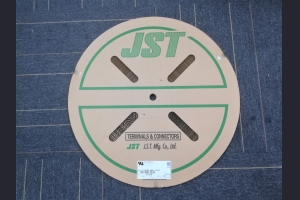 JST
TERMINALS & CONNECTORS
JST J.S.T. Mfg. Co., Ltd.